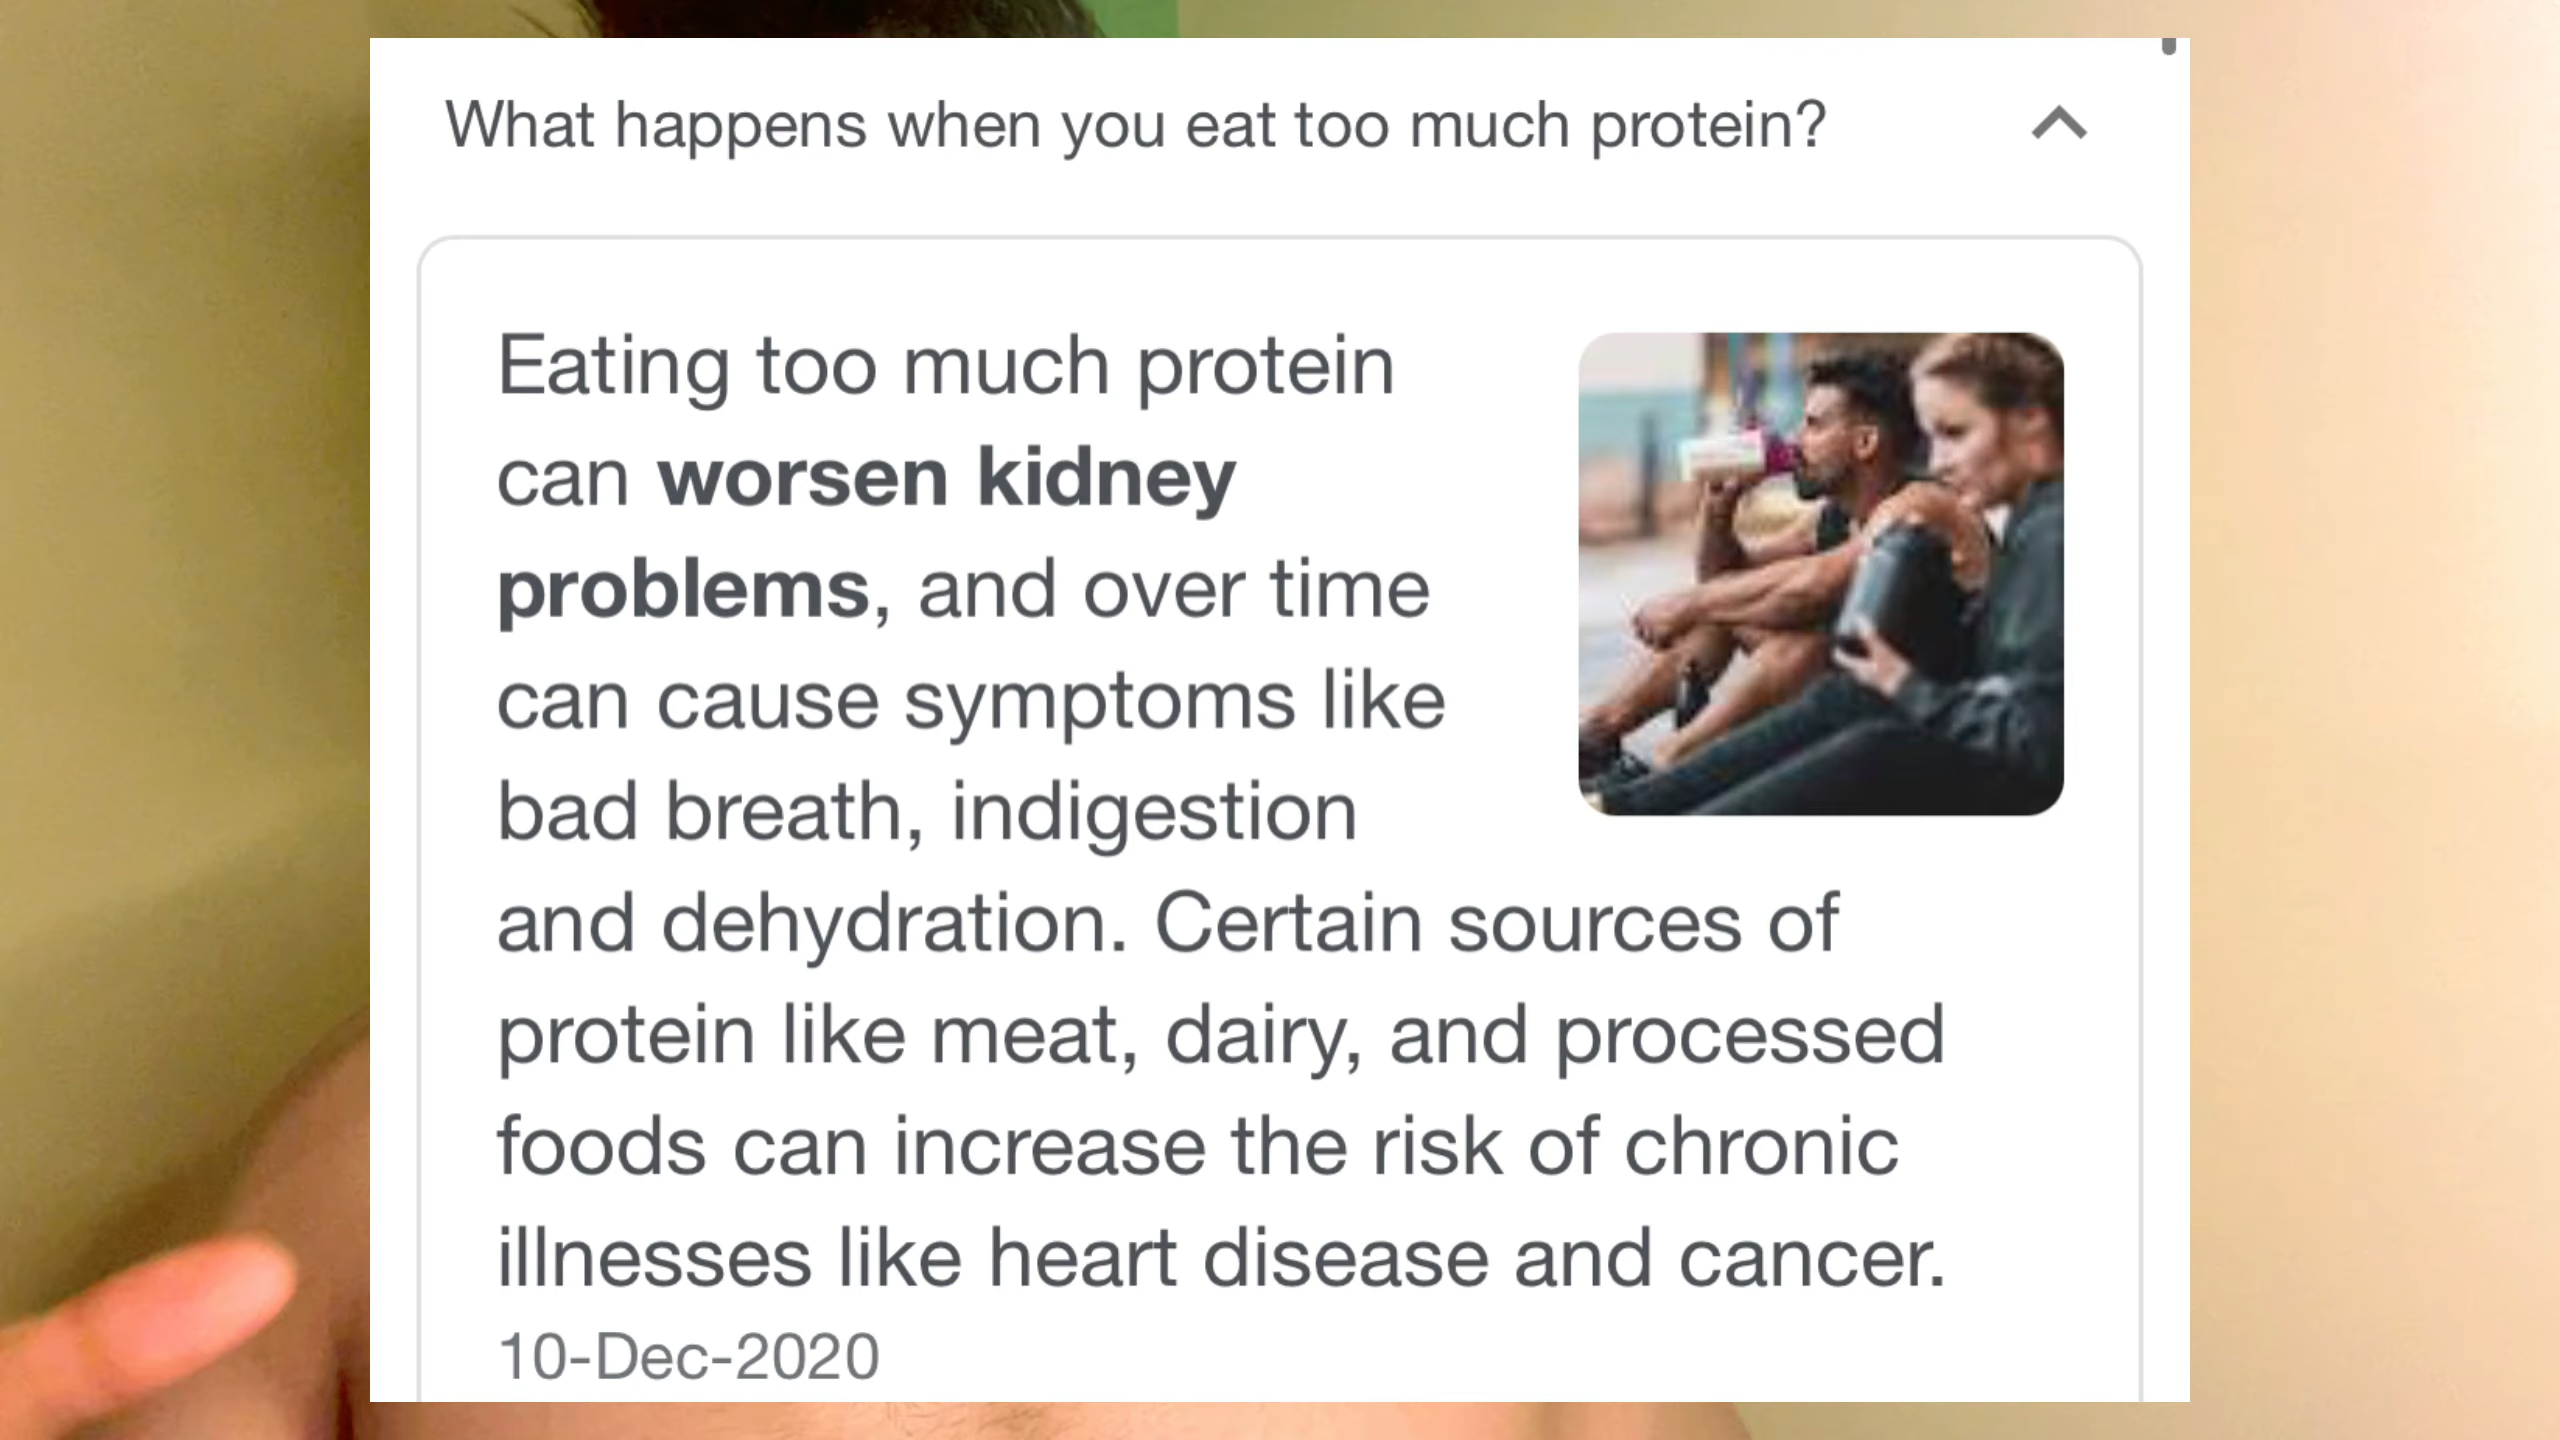 What happens when you eat too much protein?
Eating too much protein
can worsen kidney
problems, and over time
can cause symptoms like
bad breath, indigestion
and dehydration. Certain sources of
protein like meat, dairy, and processed
foods can increase the risk of chronic
illnesses like heart disease and cancer.
10-Dec-2020